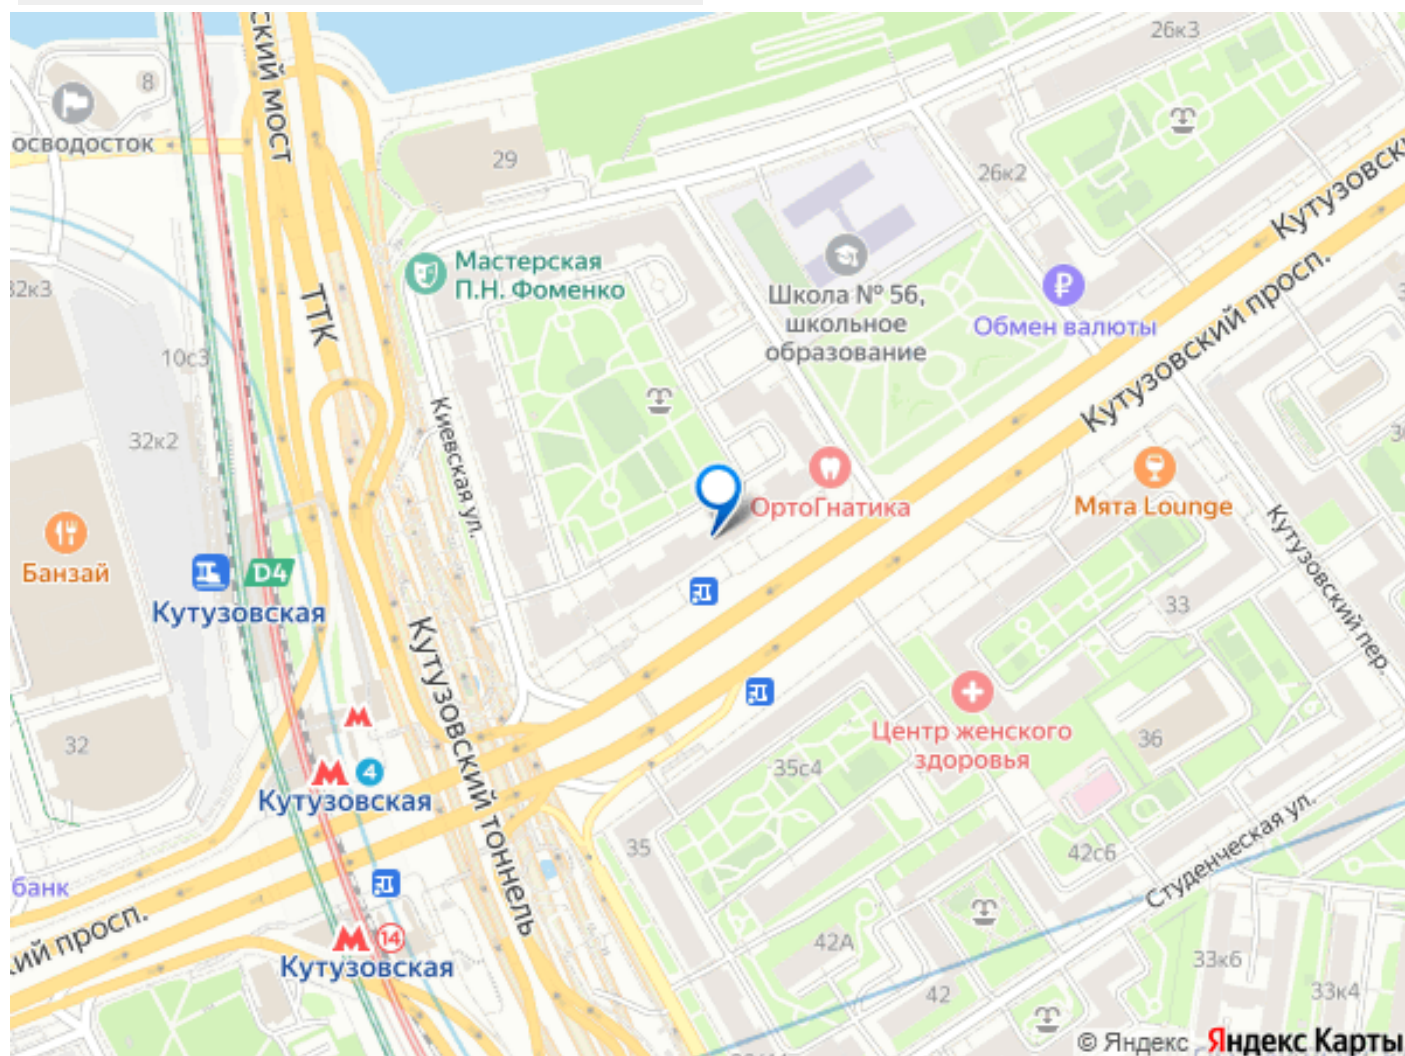 ский мост
26к3
8
осводосток
29
26к2
Кутузовский
Кутузовский просп.
Мастерская
П.Н. Фоменко
ТТК
32к3
Школа № 56,
школьное
образование
Обмен валюты
10с3
32к2
Киевская ул.
ОртоГнатика
Мята Lounge
Банзай
D4
Кутузовская
Кутузовский пер.
33
Кутузовский тоннель
Центр женского
здоровья
36
32
35с4
4
Кутузовская
35
42с6
Студенческая ул.
банк
кий просп.
14
Кутузовская
42А
42
33к6
33к4
© Яндекс Яндекс Карты